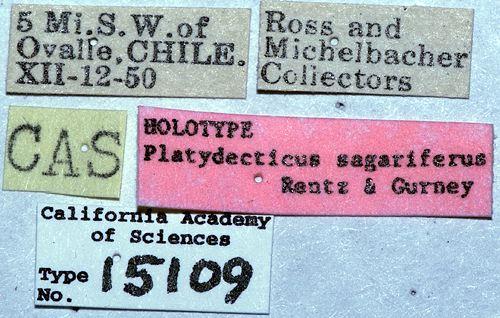 5 Mi.S.W.of
Ovalle, CHILE.
XII-12-50
Ross and
Michelbacher
Collectors
CAS
HOLOTYPE
Platydecticus sagariferus
Rentz & Gurney
California Academy
of Sciences
Type
No. 15109